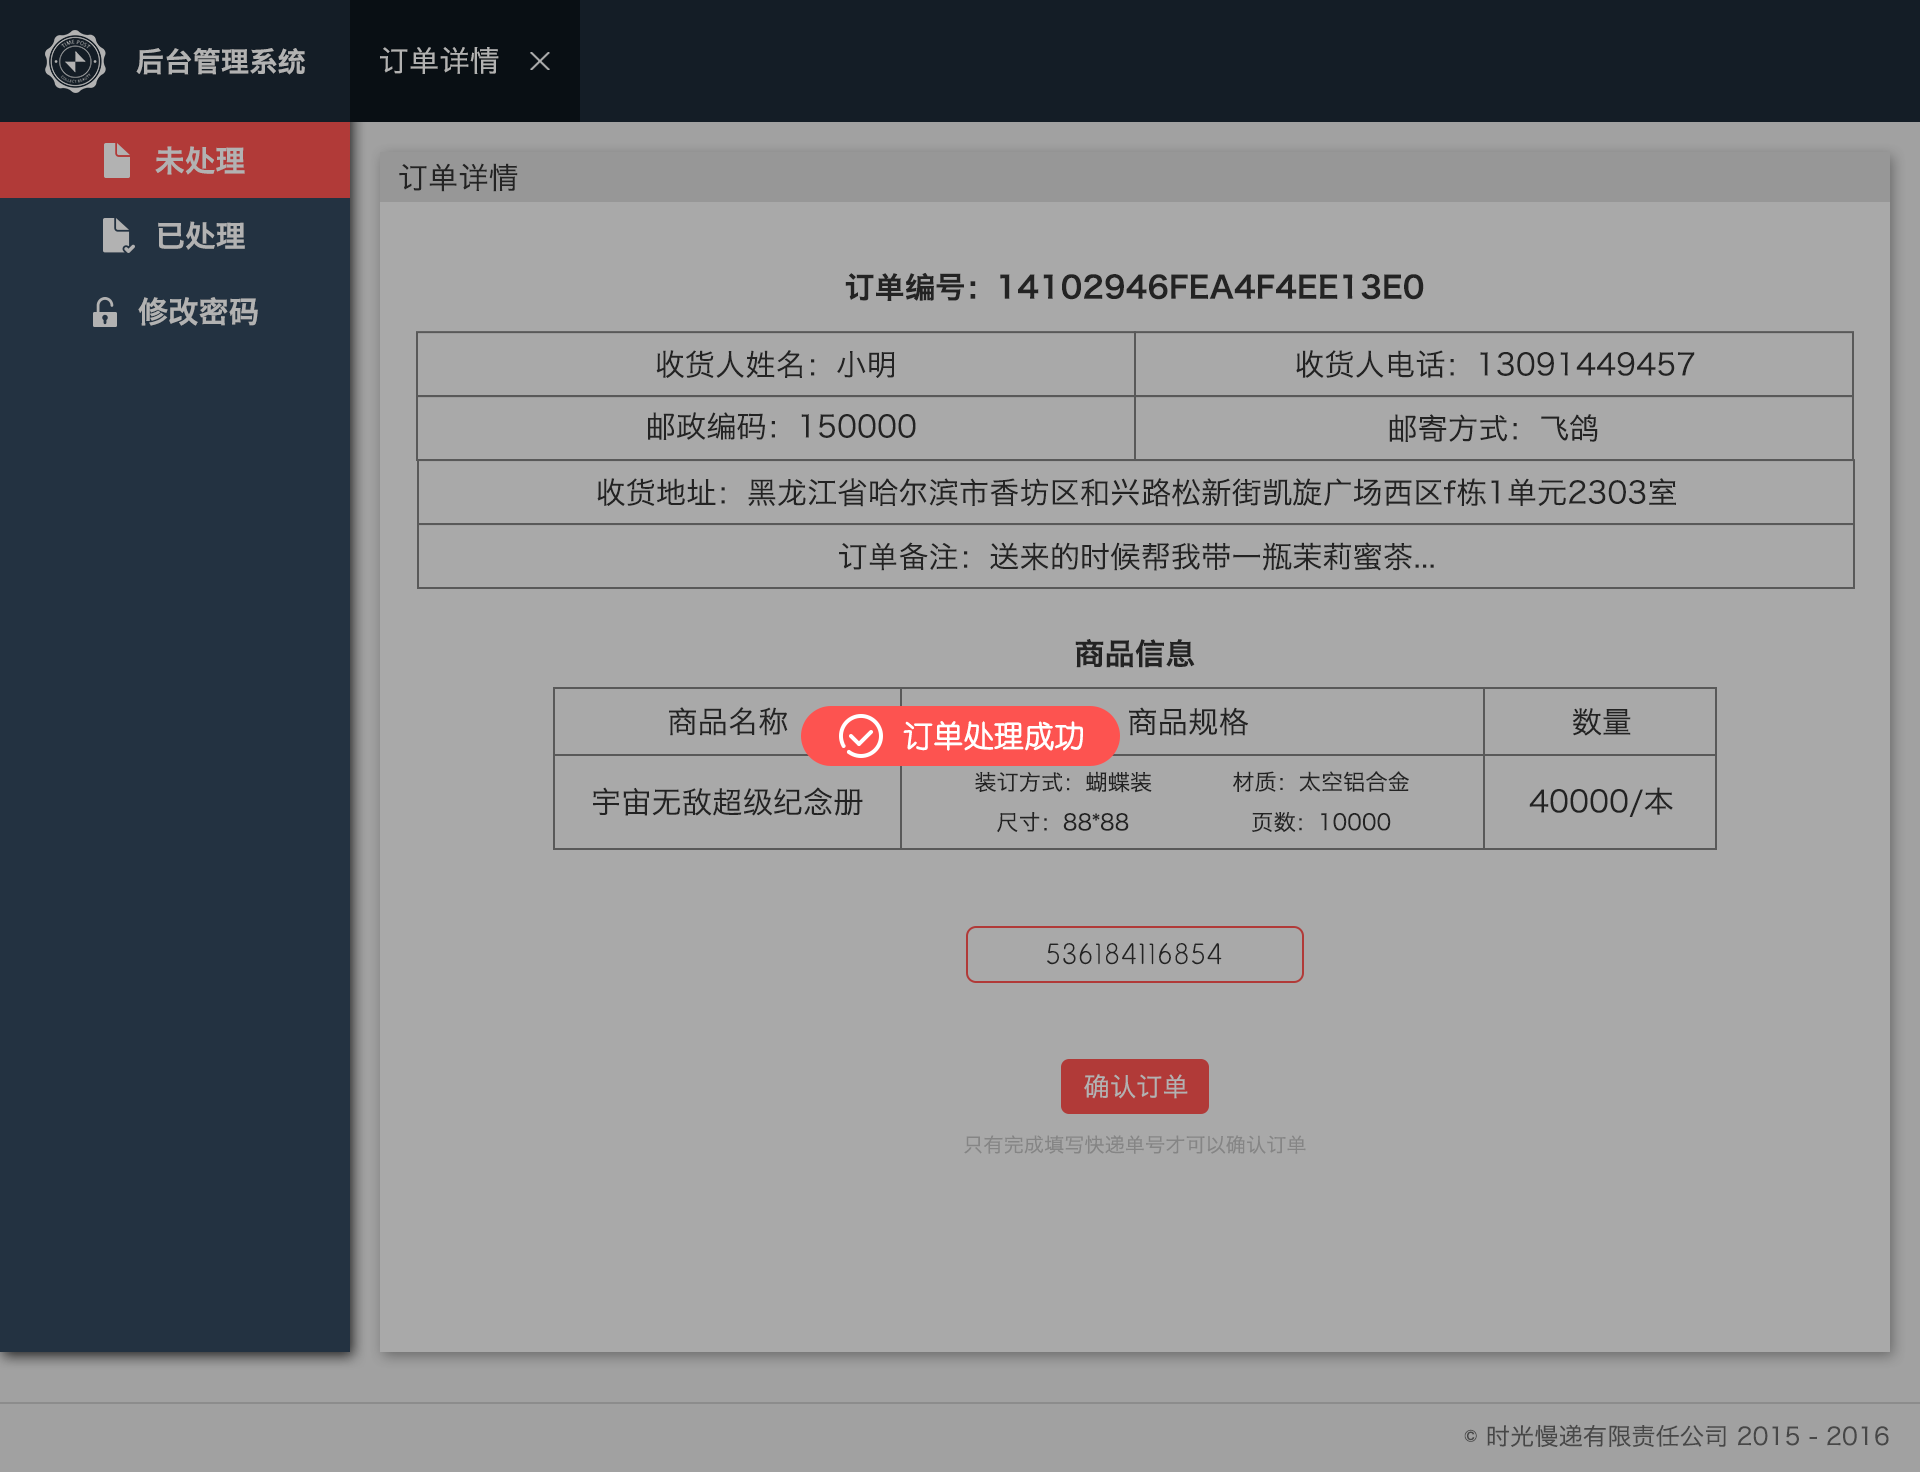 后台管理系统
订单详情
未处理
已处理
修改密码
订单详情
订单编号：14102946FEA4F4EE13E0
收货人姓名：小明
收货人电话：13091449457
邮政编码：150000
邮寄方式：飞鸽
收货地址：黑龙江省哈尔滨市香坊区和兴路松新街凯旋广场西区f栋1单元2303室
订单备注：送来的时候帮我带一瓶茉莉蜜茶...
商品信息
商品名称
商品规格
数量
订单处理成功
宇宙无敌超级纪念册
装订方式：蝴蝶装
材质：太空铝合金
尺寸：88*88
页数：10000
40000/本
536184116854
确认订单
只有完成填写快递单号才可以确认订单
© 时光慢递有限责任公司 2015 - 2016